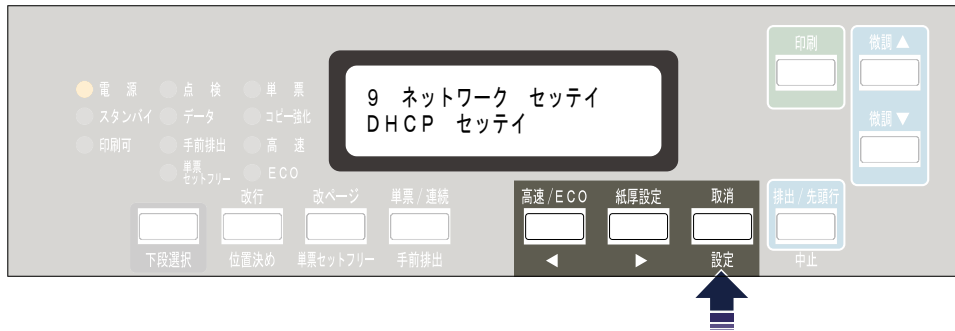 印刷
微調 ▲
9 ネットワーク セッテイ
DHCP セッテイ
電源 点検 単票
スタンバイ データ コピー強化
印刷可 手前排出 高速
単票
セットフリー
ECO
微調 ▼
改行 改ページ 単票/連続 高速/ECO 紙厚設定 取消 排出/先頭行
下段選択 位置決め 単票セットフリー 手前排出 ◀ ▶ 設定 中止